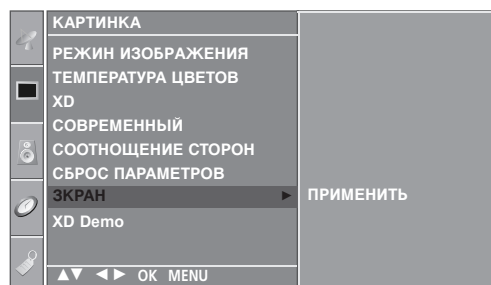 КАРТИНКА
РЕЖИН ИЗОБРАЖЕНИЯ
ТЕМПЕРАТУРА ЦВЕТОВ
XD
СОВРЕМЕННЫЙ
СООТНОЩЕНИЕ СТОРОН
СБРОС ПАРАМЕТРОВ
ЗКРАН ► ПРИМЕНИТЬ
XD Demo
▲▼ ◄► OK MENU